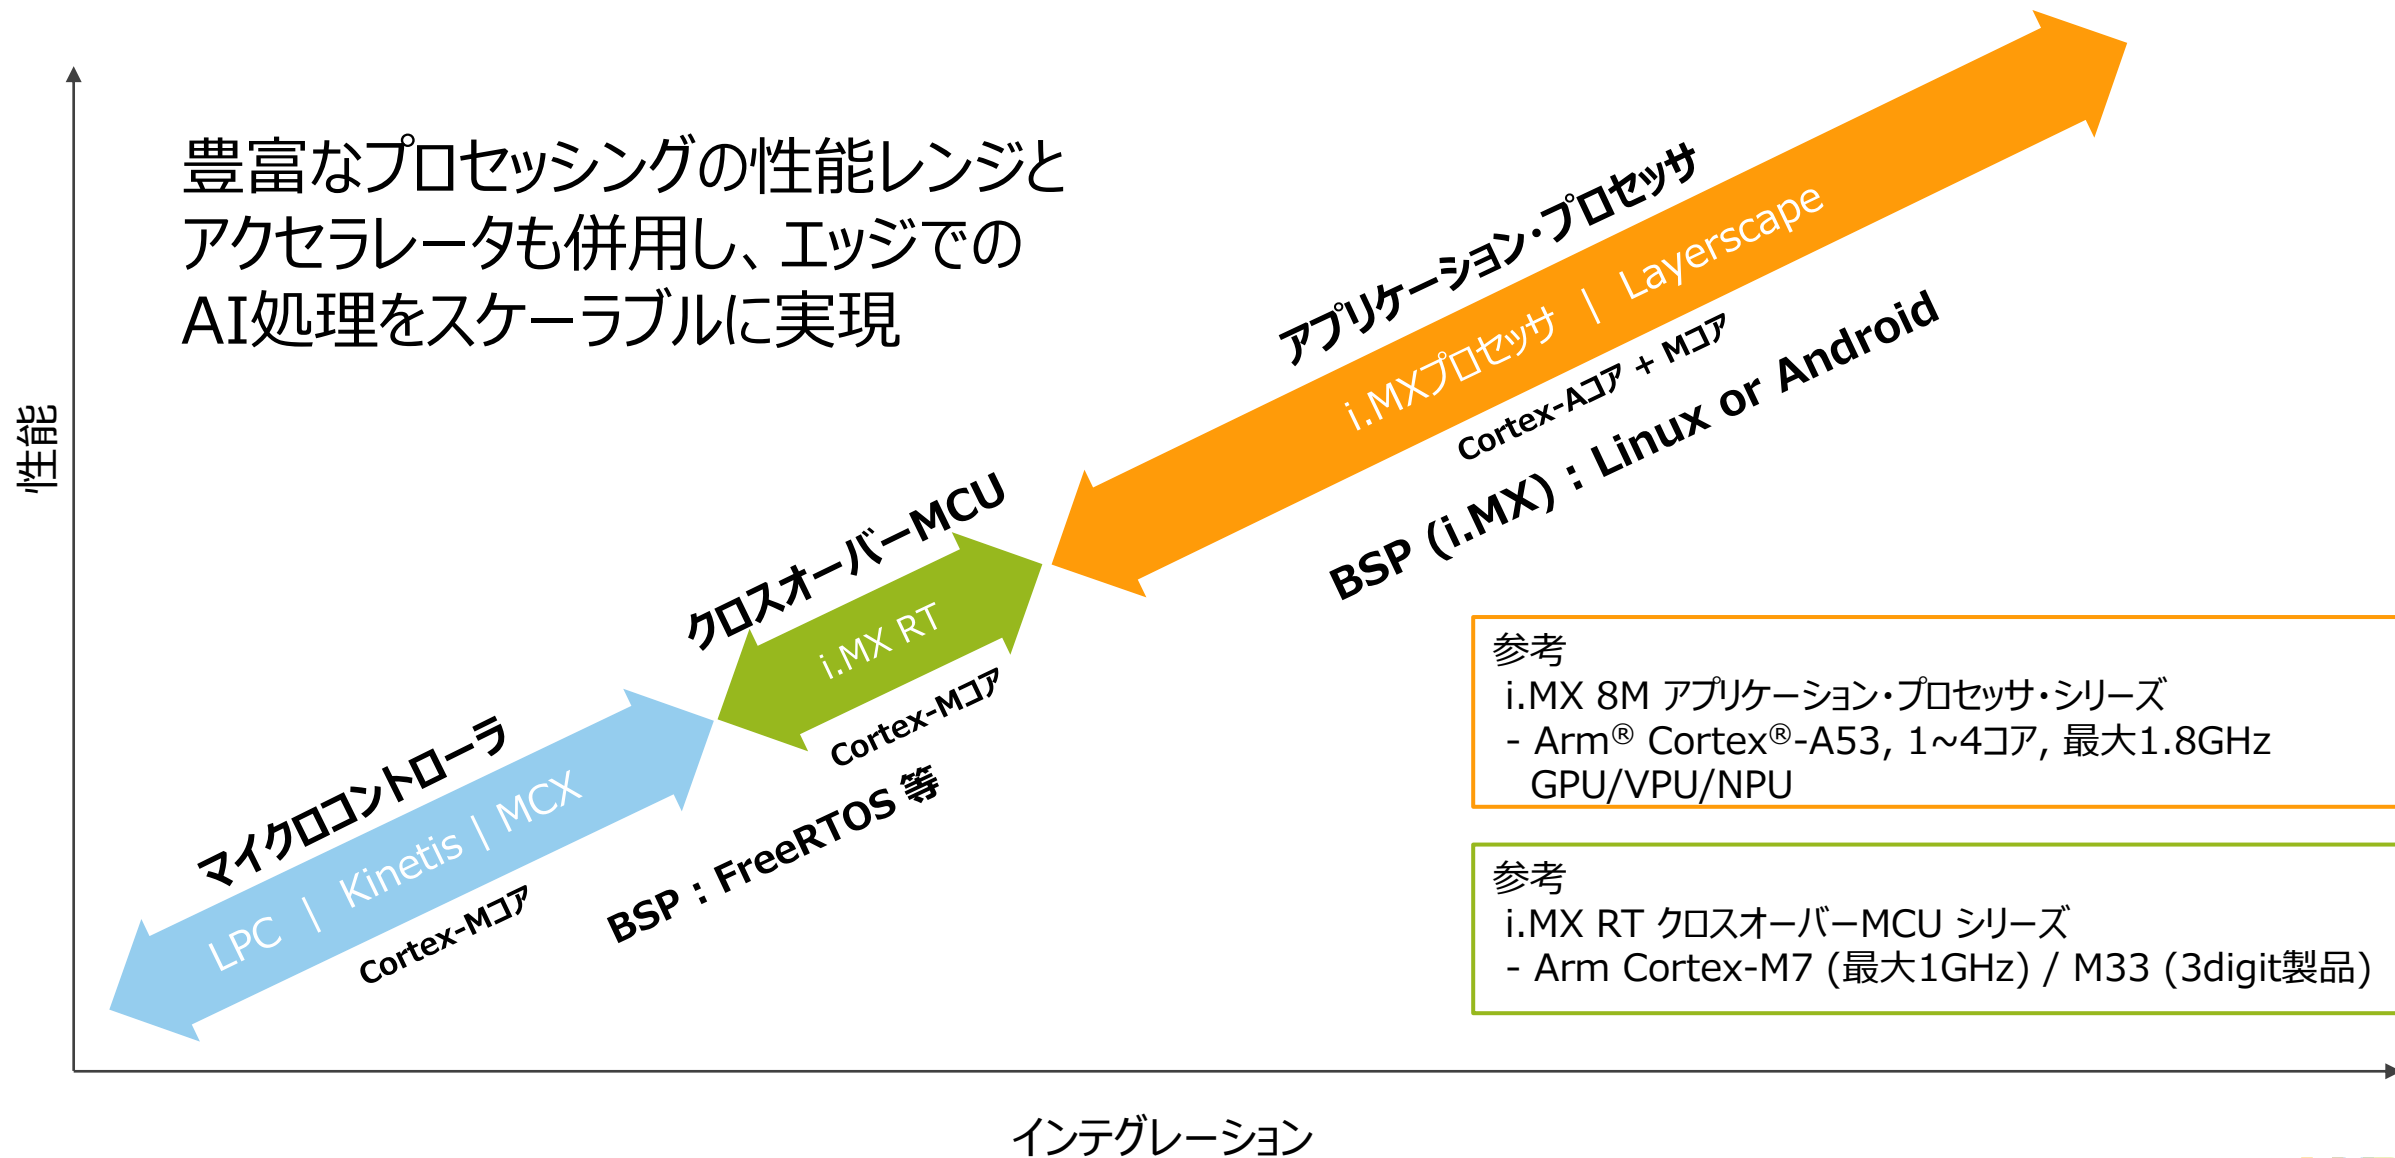 豊富なプロセッシングの性能レンジと
アクセラレータも併用し、エッジでの
AI処理をスケーラブルに実現
性能
アプリケーション・プロセッサ
i.MXプロセッサ | Layerscape
Cortex-Aコア + Mコア
BSP (i.MX) : Linux or Android
クロスオーバーMCU
i.MX RT
Cortex-Mコア
マイクロコントローラ
LPC | Kinetis | MCX
Cortex-Mコア
BSP : FreeRTOS 等
参考
i.MX 8M アプリケーション・プロセッサ・シリーズ
- Arm® Cortex®-A53, 1~4コア, 最大1.8GHz
GPU/VPU/NPU
参考
i.MX RT クロスオーバーMCU シリーズ
- Arm Cortex-M7 (最大1GHz) / M33 (3digit製品)
インテグレーション